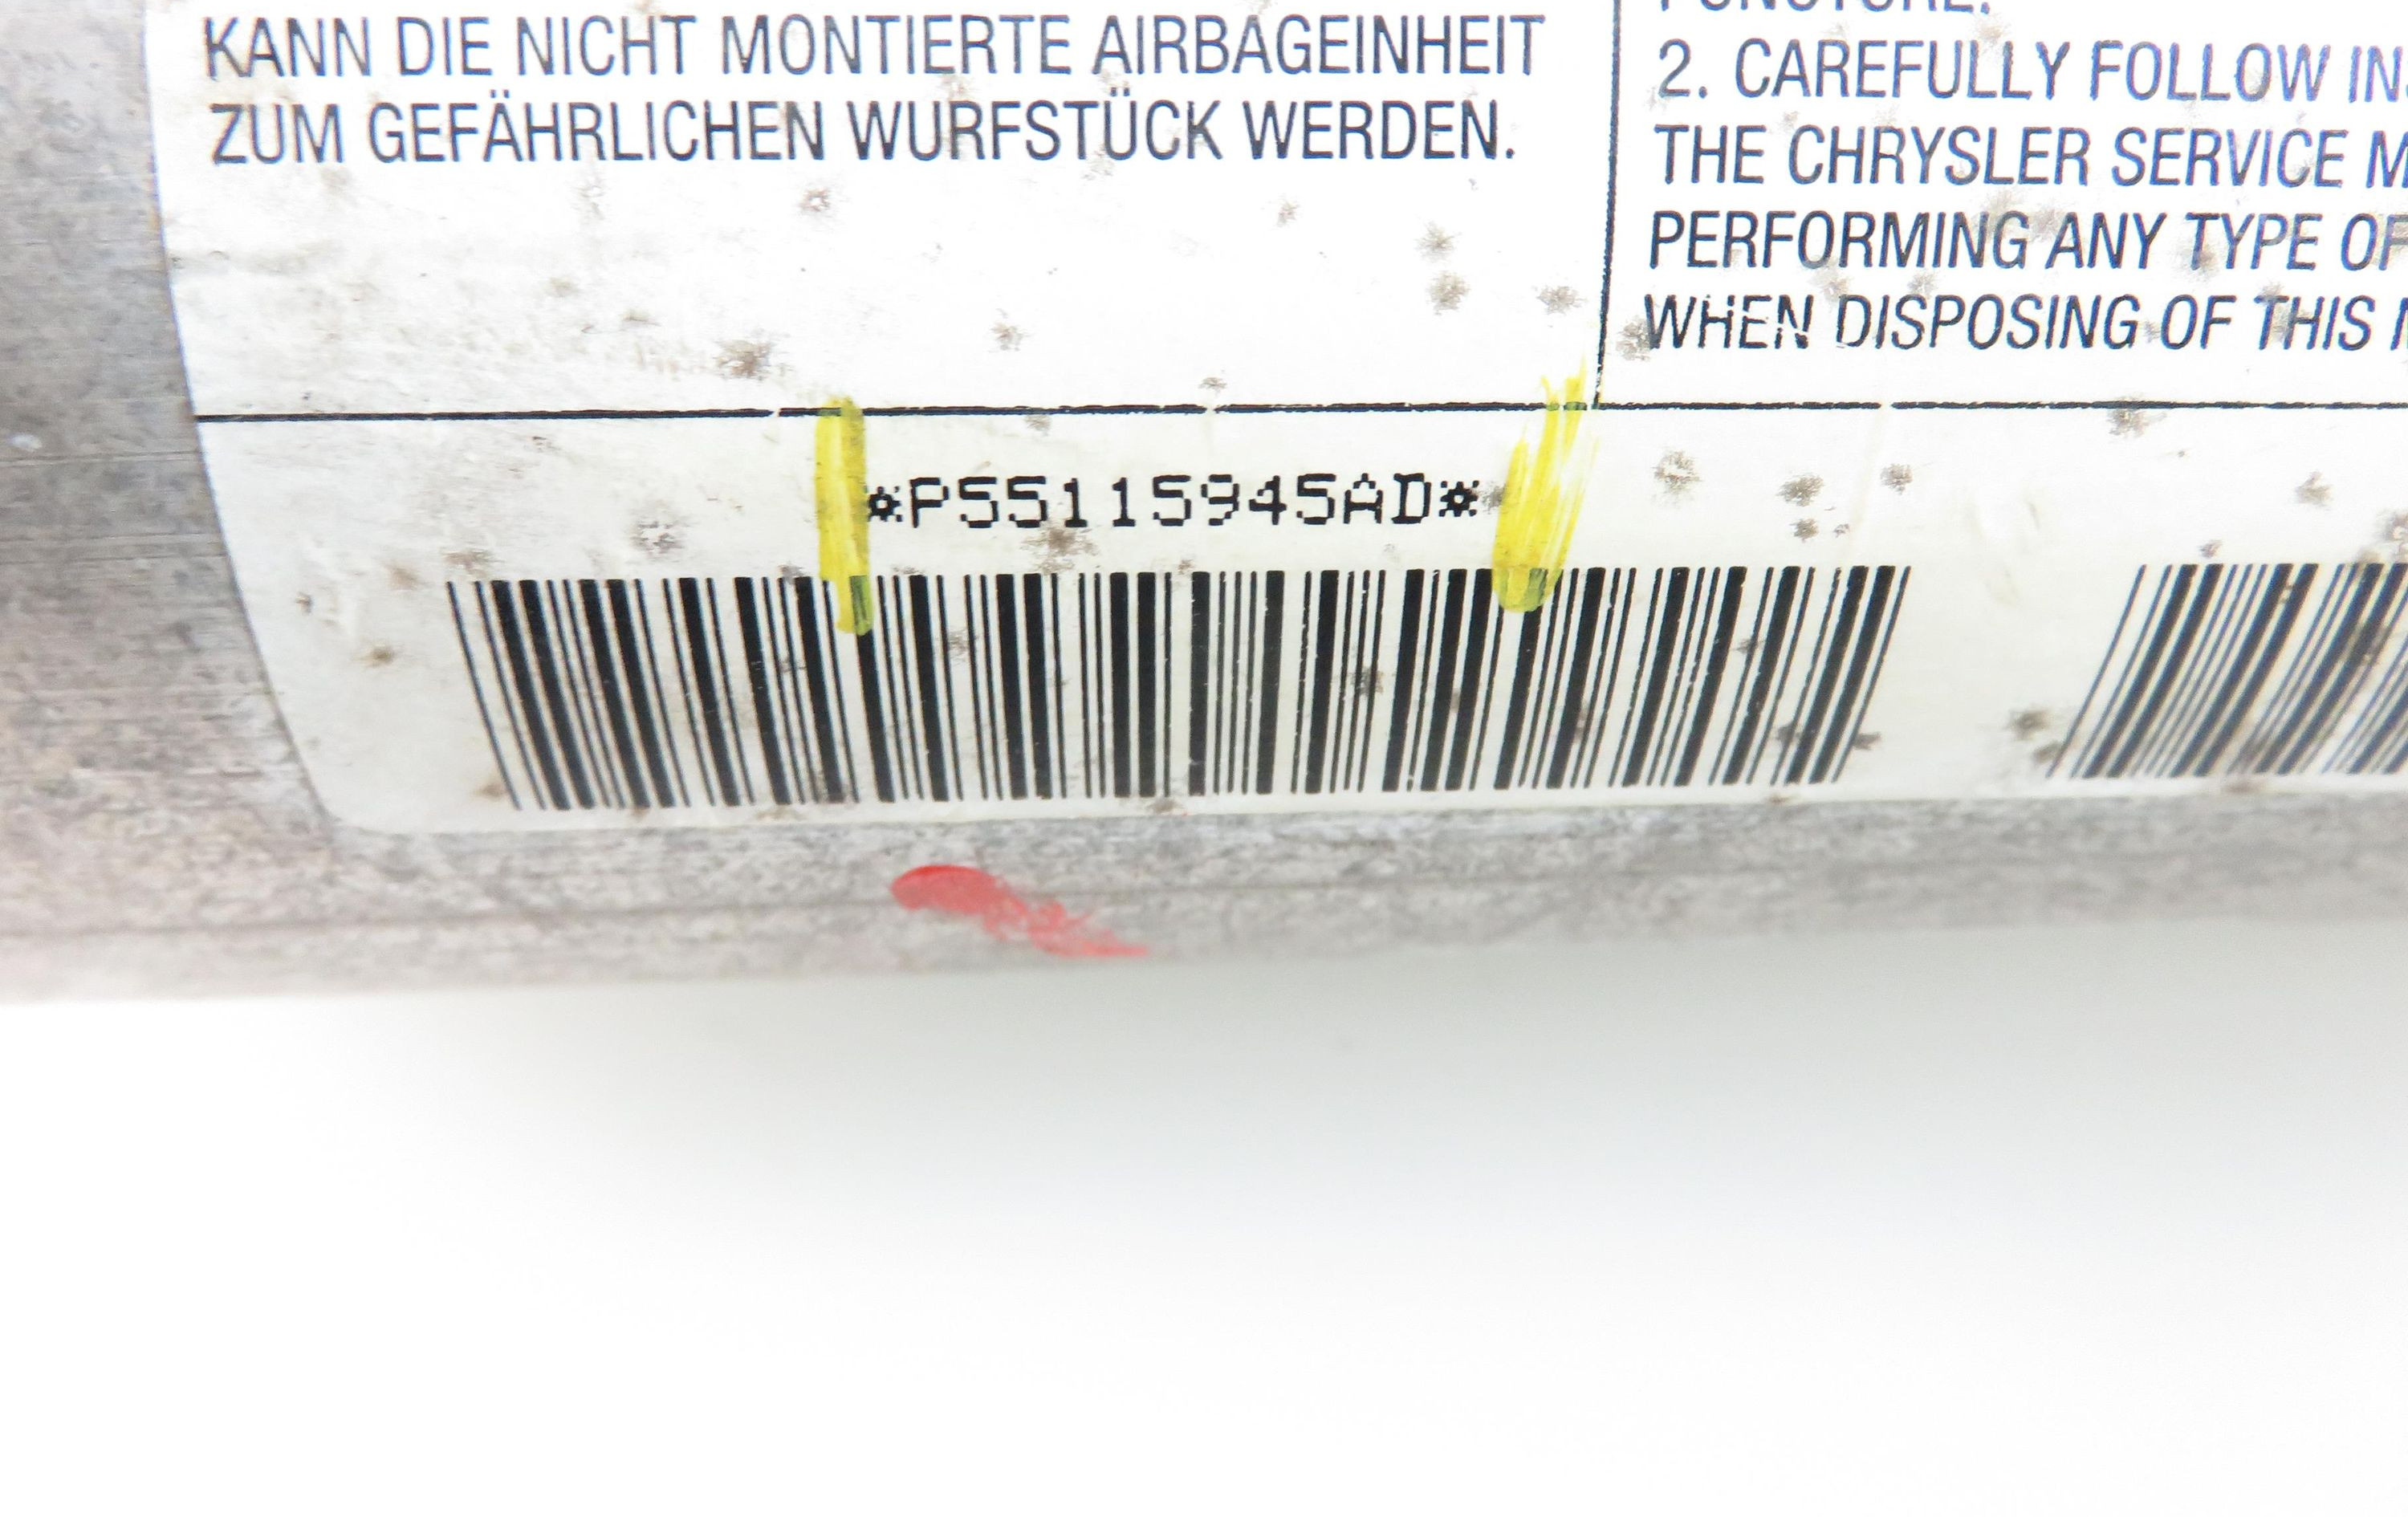 KANN DIE NICHT MONTIERTE AIRBAGEINHEIT
ZUM GEFÄHRLICHEN WURFSTÜCK WERDEN.
PUNCTURE.
2. CAREFULLY FOLLOW
THE CHRYSLER SERVICE
PERFORMING ANY TYPE OF
WHEN DISPOSING OF THIS
*P55115945AD*